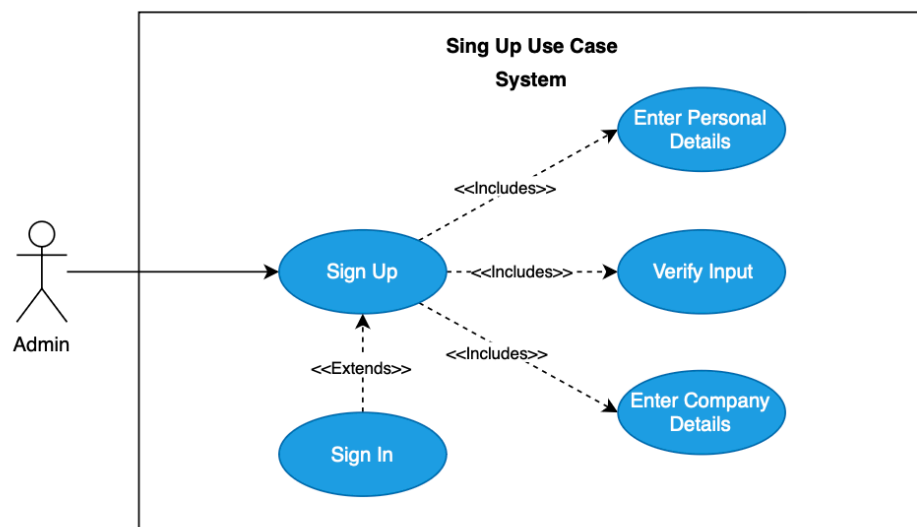 Sing Up Use Case
System
Enter Personal
Details
<<Includes>>
Sign Up
<<Includes>>
Verify Input
Admin
<<Includes>>
<<Extends>>
Enter Company
Details
Sign In